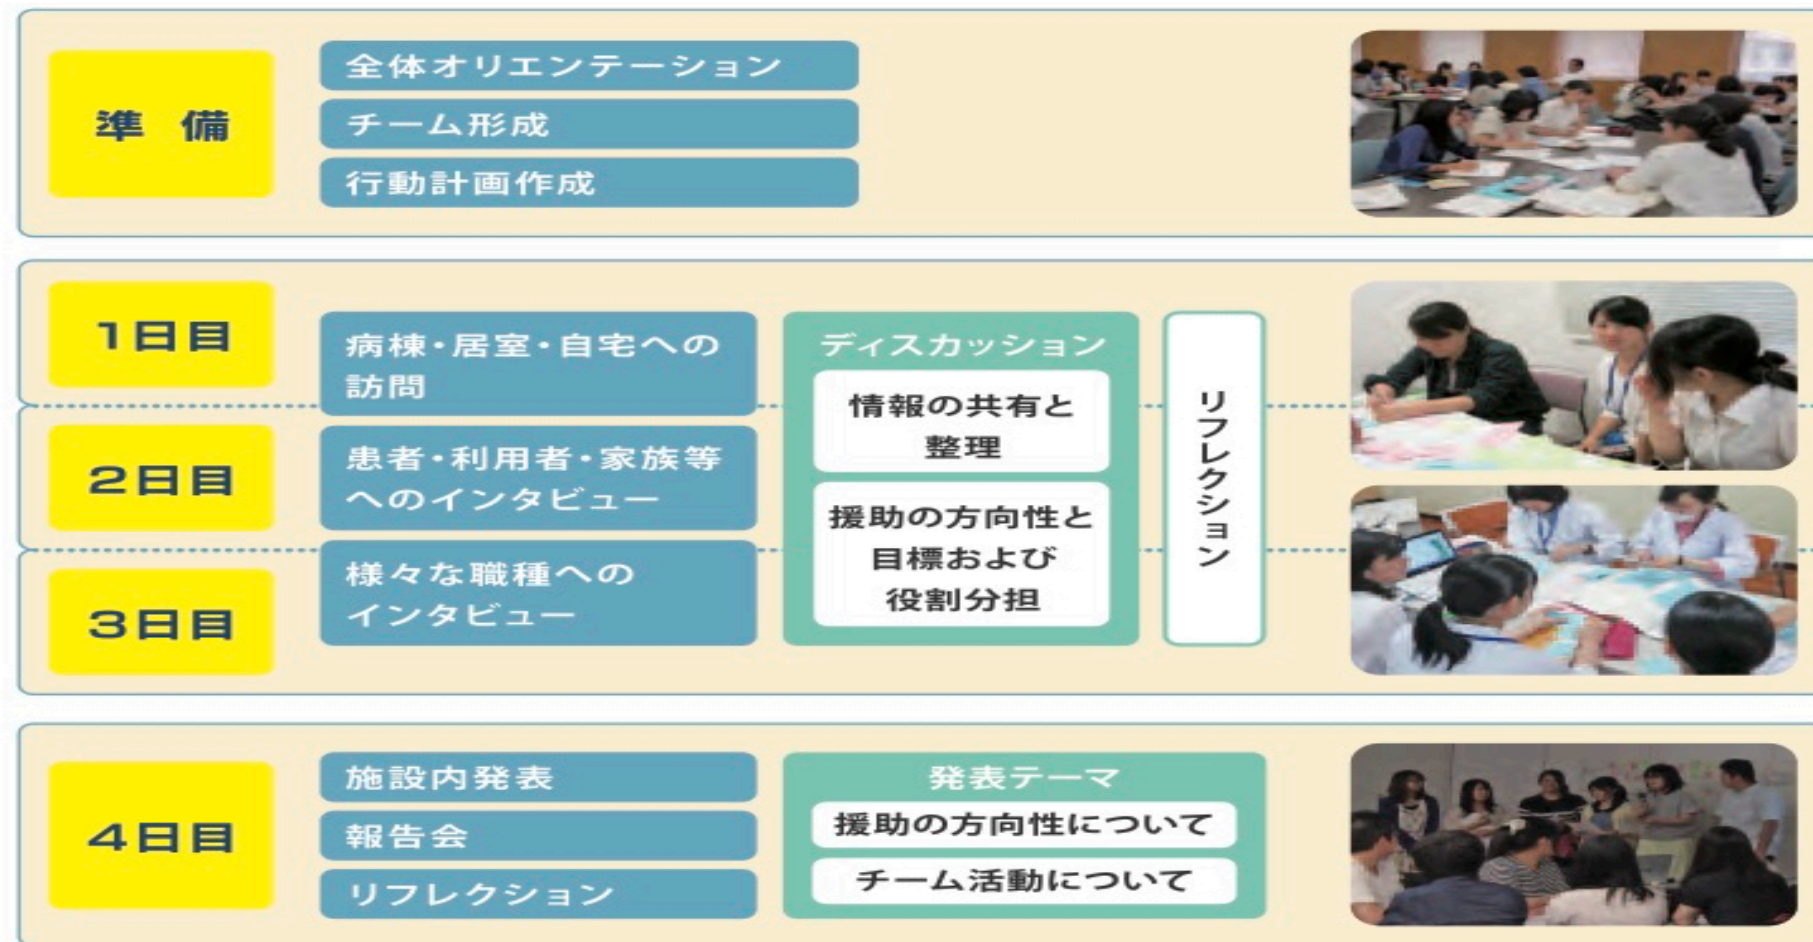 準 備
全体オリエンテーション
チーム形成
行動計画作成
1日目
2日目
3日目
病棟・居室・自宅への
訪問
患者・利用者・家族等
へのインタビュー
様々な職種への
インタビュー
ディスカッション
情報の共有と
整理
援助の方向性と
目標および
役割分担
リフレクション
4日目
施設内発表
報告会
リフレクション
発表テーマ
援助の方向性について
チーム活動について